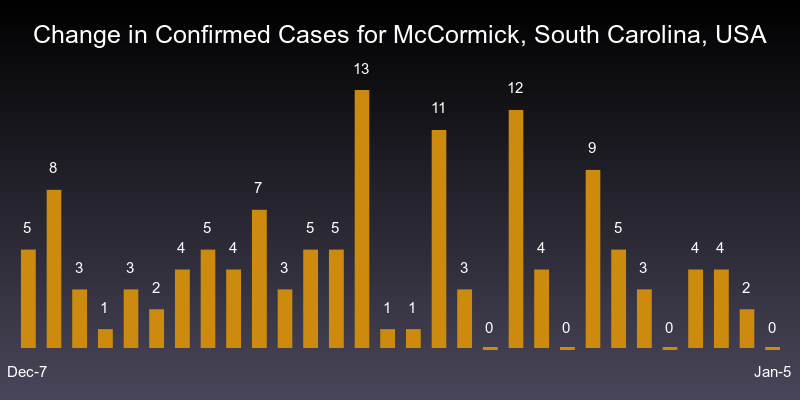 Change in Confirmed Cases for McCormick, South Carolina, USA
5 8 3 1 3 2 4 5 4 7 3 5 5 13 1 1 11 3 0 12 4 0 9 5 3 0 4 4 2 0
Dec-7 Jan-5